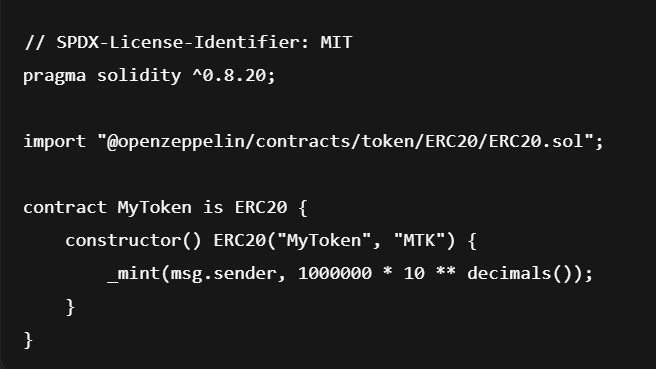 // SPDX-License-Identifier: MIT
pragma solidity ^0.8.20;

import "@openzeppelin/contracts/token/ERC20/ERC20.sol";

contract MyToken is ERC20 {
    constructor() ERC20("MyToken", "MTK") {
        _mint(msg.sender, 1000000 * 10 ** decimals());
    }
}